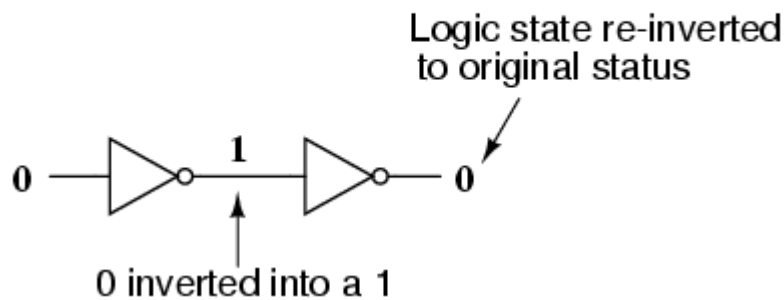 Logic state re-inverted
to original status
0
1
0
0 inverted into a 1